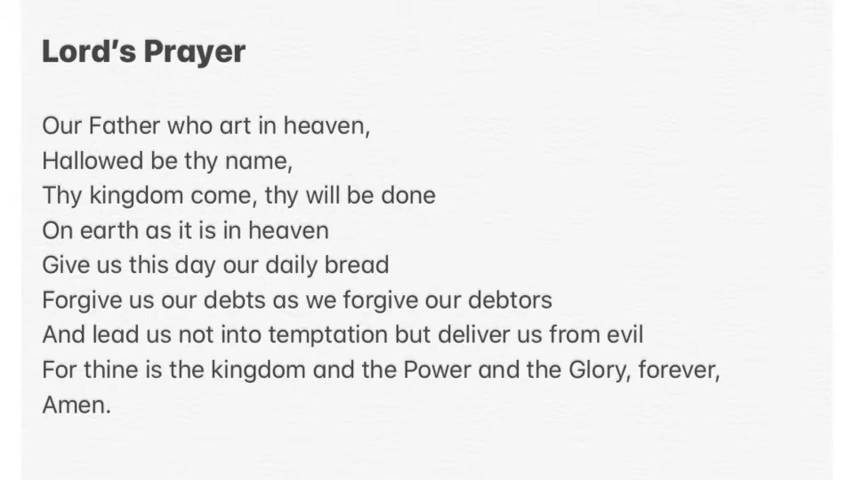 Lord’s Prayer
Our Father who art in heaven,
Hallowed be thy name,
Thy kingdom come, thy will be done
On earth as it is in heaven
Give us this day our daily bread
Forgive us our debts as we forgive our debtors
And lead us not into temptation but deliver us from evil
For thine is the kingdom and the Power and the Glory, forever,
Amen.